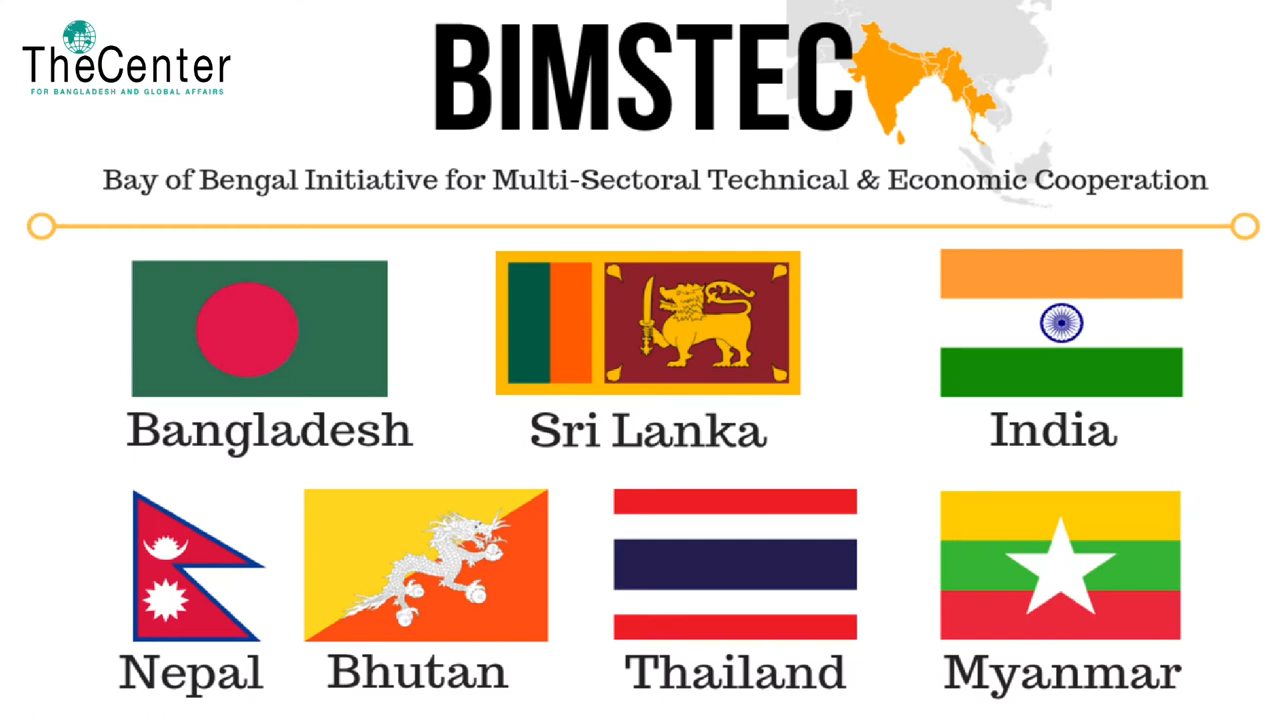 TheCenter
FOR BANGLADESH AND GLOBAL AFFAIRS
BIMSTEC
Bay of Bengal Initiative for Multi-Sectoral Technical & Economic Cooperation
Bangladesh
Sri Lanka
India
Nepal
Bhutan
Thailand
Myanmar